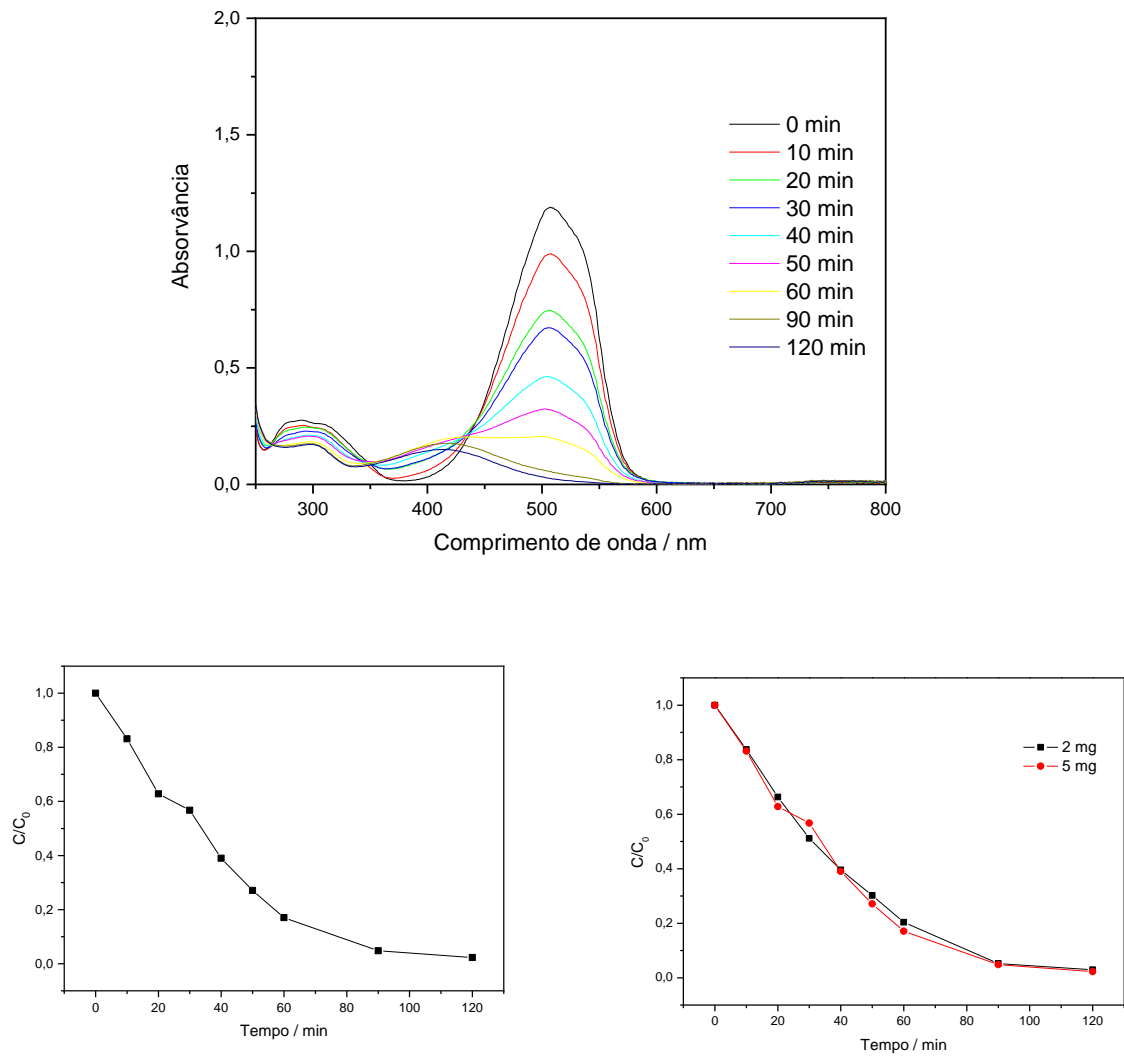 2,0
1,5
1,0
0,5
0,0
Absorvância
300 400 500 600 700 800
Comprimento de onda / nm
0 min
10 min
20 min
30 min
40 min
50 min
60 min
90 min
120 min
1,0
0,8
0,6
0,4
0,2
0,0
C/C0
0 20 40 60 80 100 120
Tempo / min
1,0
0,8
0,6
0,4
0,2
0,0
C/C0
2 mg
5 mg
0 20 40 60 80 100 120
Tempo / min